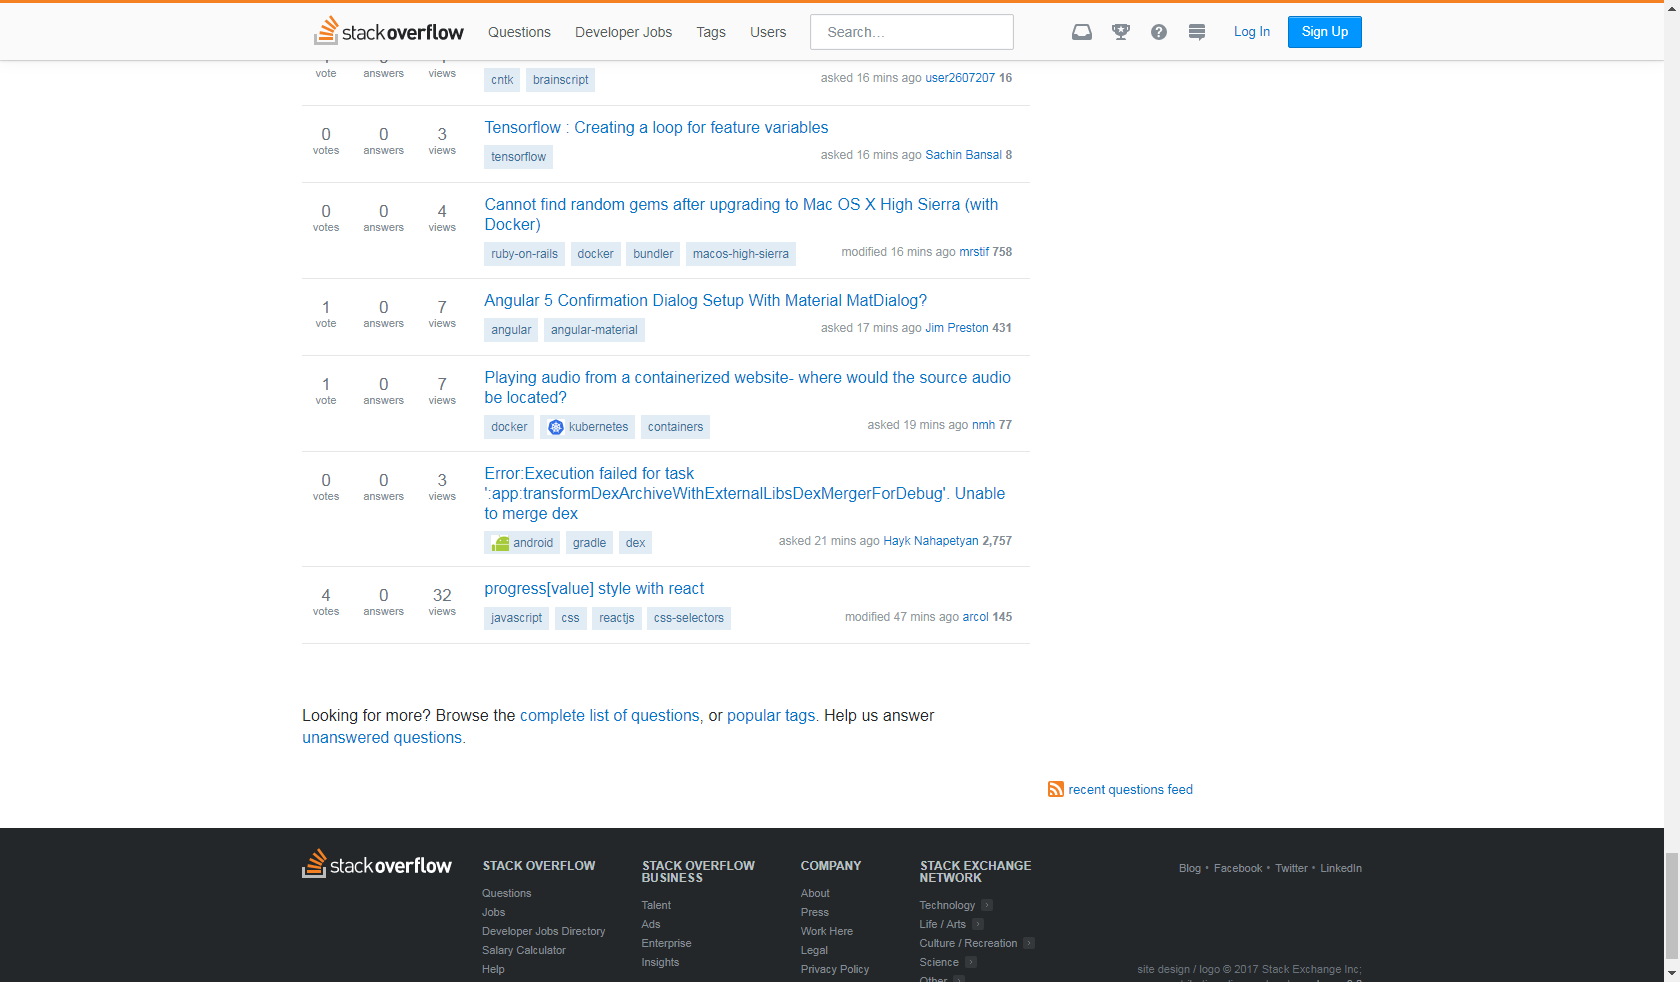 stackoverflow Questions Developer Jobs Tags Users Search... Log In Sign Up
vote answers views
cntk brainscript asked 16 mins ago user2607207 16
0 0 3 Tensorflow : Creating a loop for feature variables
votes answers views
tensorflow asked 16 mins ago Sachin Bansal 8
0 0 4 Cannot find random gems after upgrading to Mac OS X High Sierra (with
votes answers views Docker)
ruby-on-rails docker bundler macos-high-sierra modified 16 mins ago mrstif 758
1 0 7 Angular 5 Confirmation Dialog Setup With Material MatDialog?
vote answers views
angular angular-material asked 17 mins ago Jim Preston 431
1 0 7 Playing audio from a containerized website- where would the source audio
vote answers views be located?
docker kubernetes containers asked 19 mins ago nmh 77
0 0 3 Error:Execution failed for task
votes answers views ':app:transformDexArchiveWithExternalLibsDexMergerForDebug'. Unable
to merge dex
android gradle dex asked 21 mins ago Hayk Nahapetyan 2,757
4 0 32 progress[value] style with react
votes answers views
javascript css reactjs css-selectors modified 47 mins ago arcol 145
Looking for more? Browse the complete list of questions, or popular tags. Help us answer
unanswered questions.
recent questions feed
stackoverflow
STACK OVERFLOW
Questions
Jobs
Developer Jobs Directory
Salary Calculator
Help
STACK OVERFLOW
BUSINESS
Talent
Ads
Enterprise
Insights
COMPANY
About
Press
Work Here
Legal
Privacy Policy
STACK EXCHANGE
NETWORK
Technology
Life / Arts
Culture / Recreation
Science
Other
Blog • Facebook • Twitter • LinkedIn
site design / logo © 2017 Stack Exchange Inc;